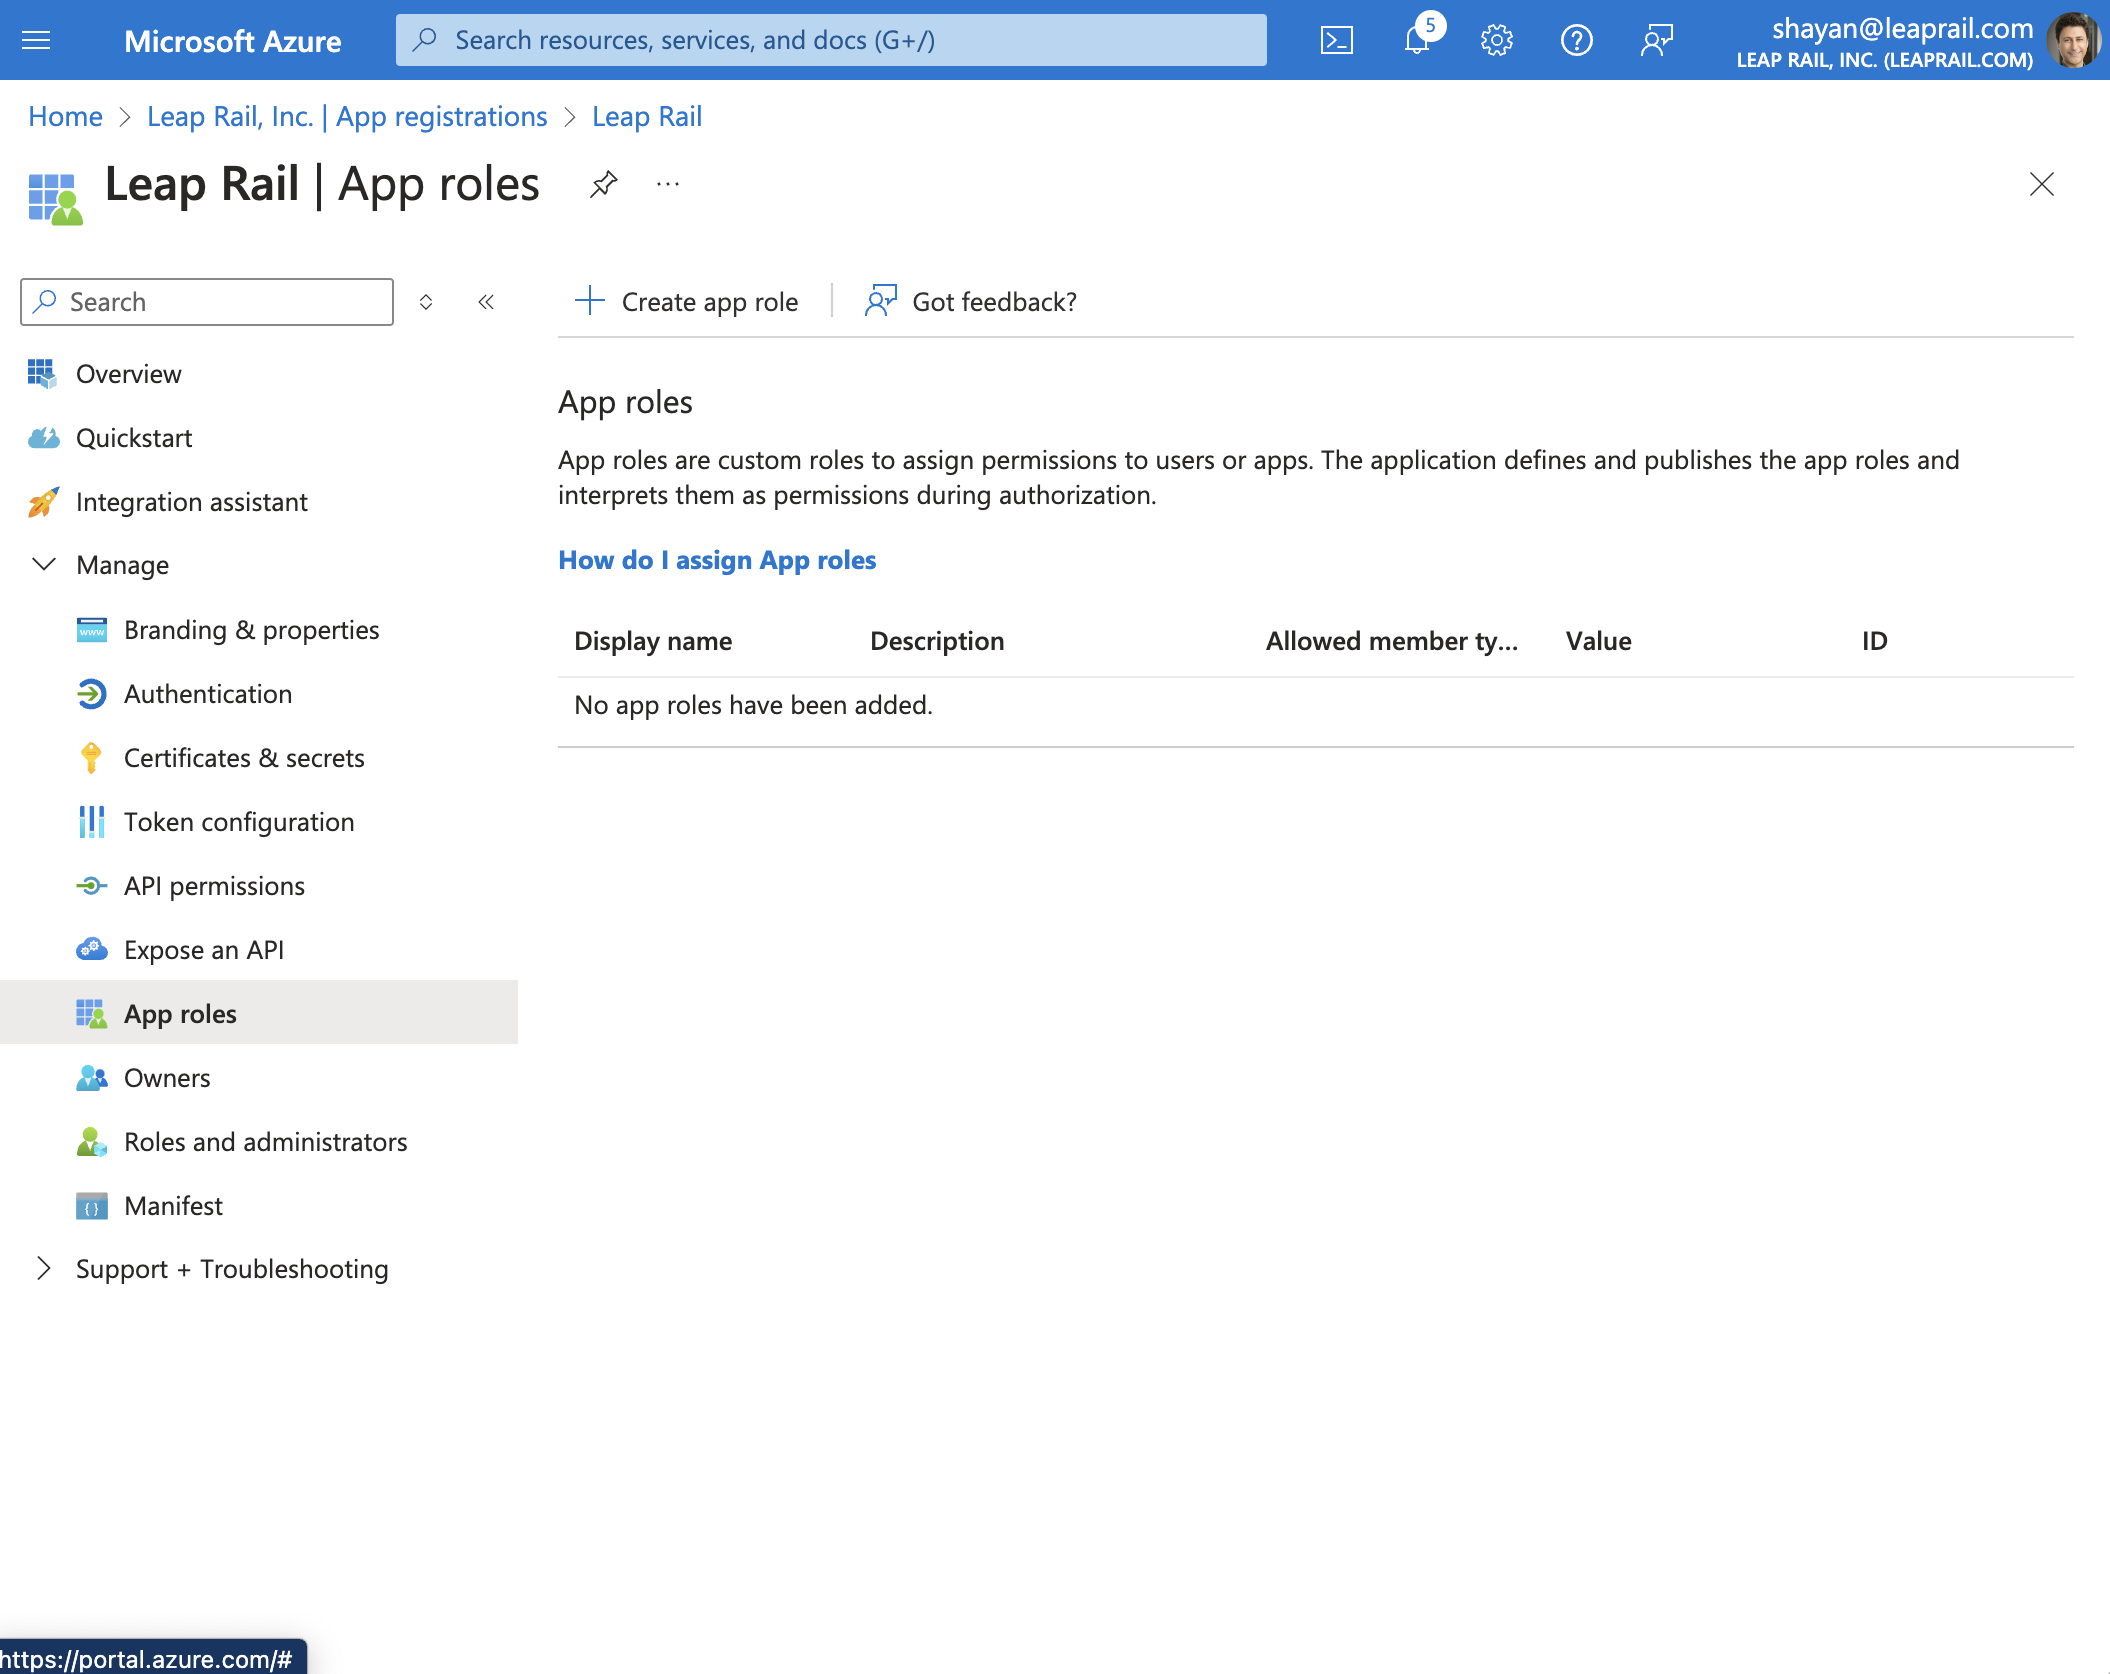 Microsoft Azure
Search resources, services, and docs (G+/)
5
shayan@leaprail.com
LEAP RAIL, INC. (LEAPRAIL.COM)
Home > Leap Rail, Inc. | App registrations > Leap Rail
Leap Rail | App roles
...
Search
Overview
Quickstart
Integration assistant
Manage
www
Branding & properties
Authentication
Certificates & secrets
Token configuration
API permissions
Expose an API
App roles
Owners
Roles and administrators
Manifest
Support + Troubleshooting
Create app role
Got feedback?
App roles
App roles are custom roles to assign permissions to users or apps. The application defines and publishes the app roles and
interprets them as permissions during authorization.
How do I assign App roles
Display name Description Allowed member ty... Value ID
No app roles have been added.
https://portal.azure.com/#